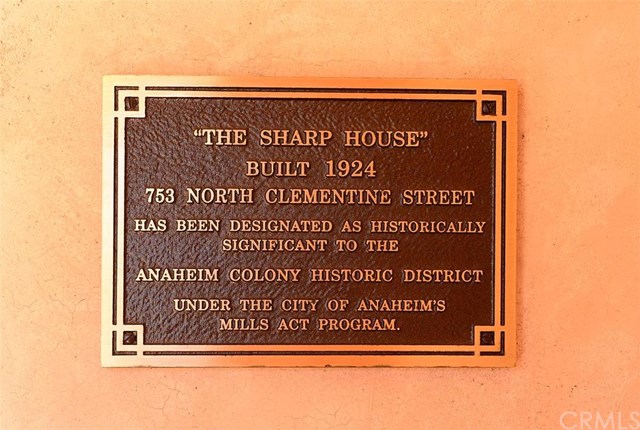 “THE SHARP HOUSE”
BUILT 1924
753 NORTH CLEMENTINE STREET
HAS BEEN DESIGNATED AS HISTORICALLY
SIGNIFICANT TO THE
ANAHEIM COLONY HISTORIC DISTRICT
UNDER THE CITY OF ANAHEIM’S
MILLS ACT PROGRAM.
CRMLS